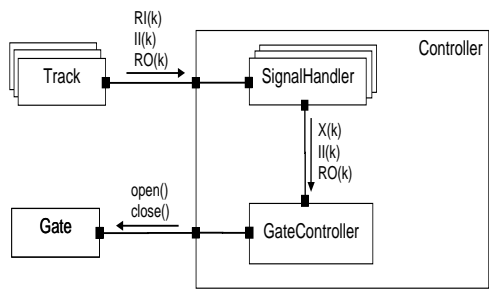 RI(k)
II(k)
RO(k)
Controller
Track
SignalHandler
X(k)
II(k)
RO(k)
open()
close()
Gate
GateController